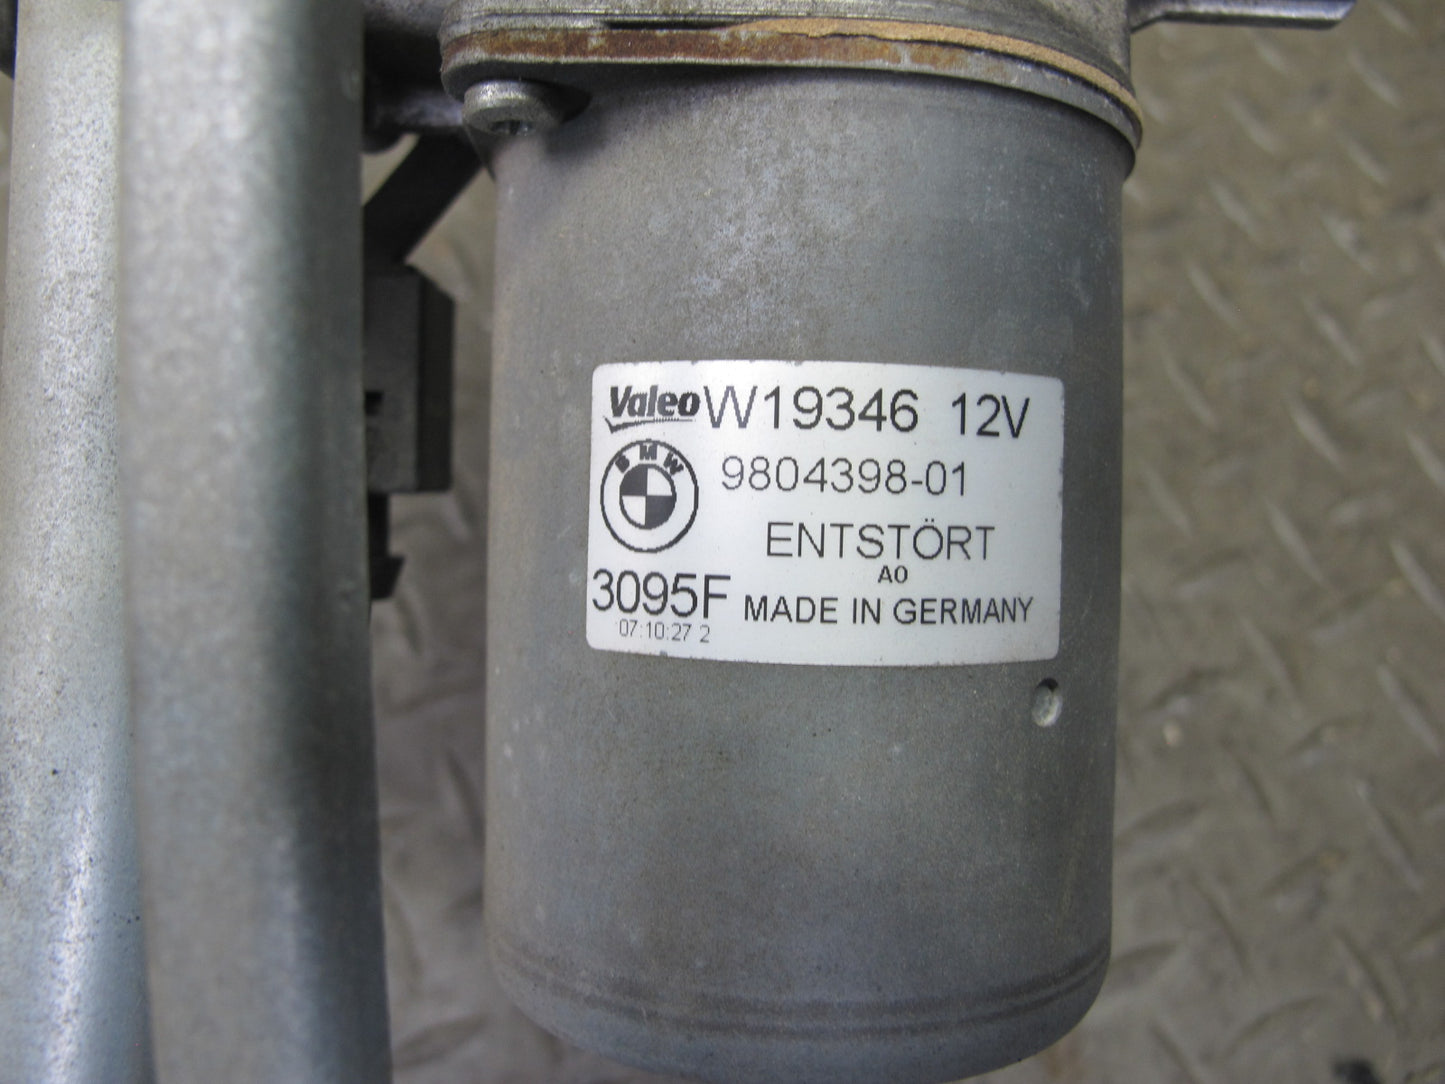 Valeo W19346 12V
BMW
9804398-01
ENTSTÖRT
A0
3095F MADE IN GERMANY
07:10:27 2